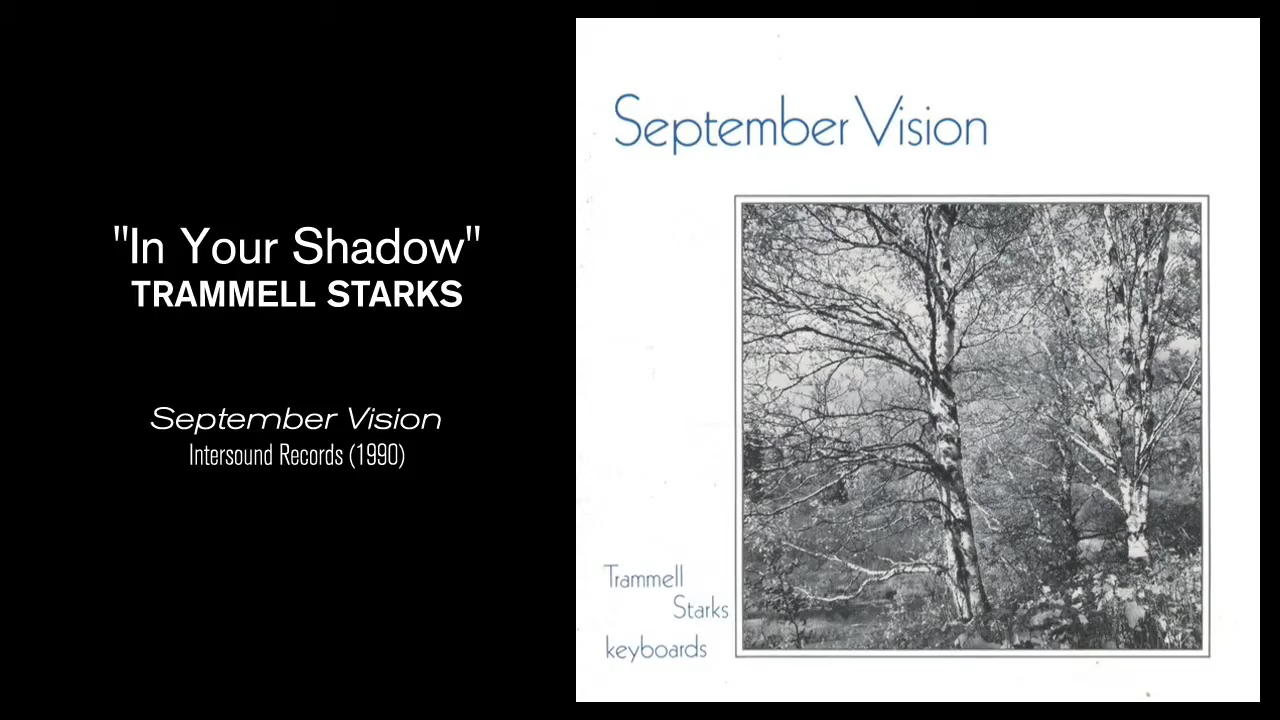 "In Your Shadow"
TRAMMELL STARKS
September Vision
Intersound Records (1990)
September Vision
Trammell
Starks
keyboards